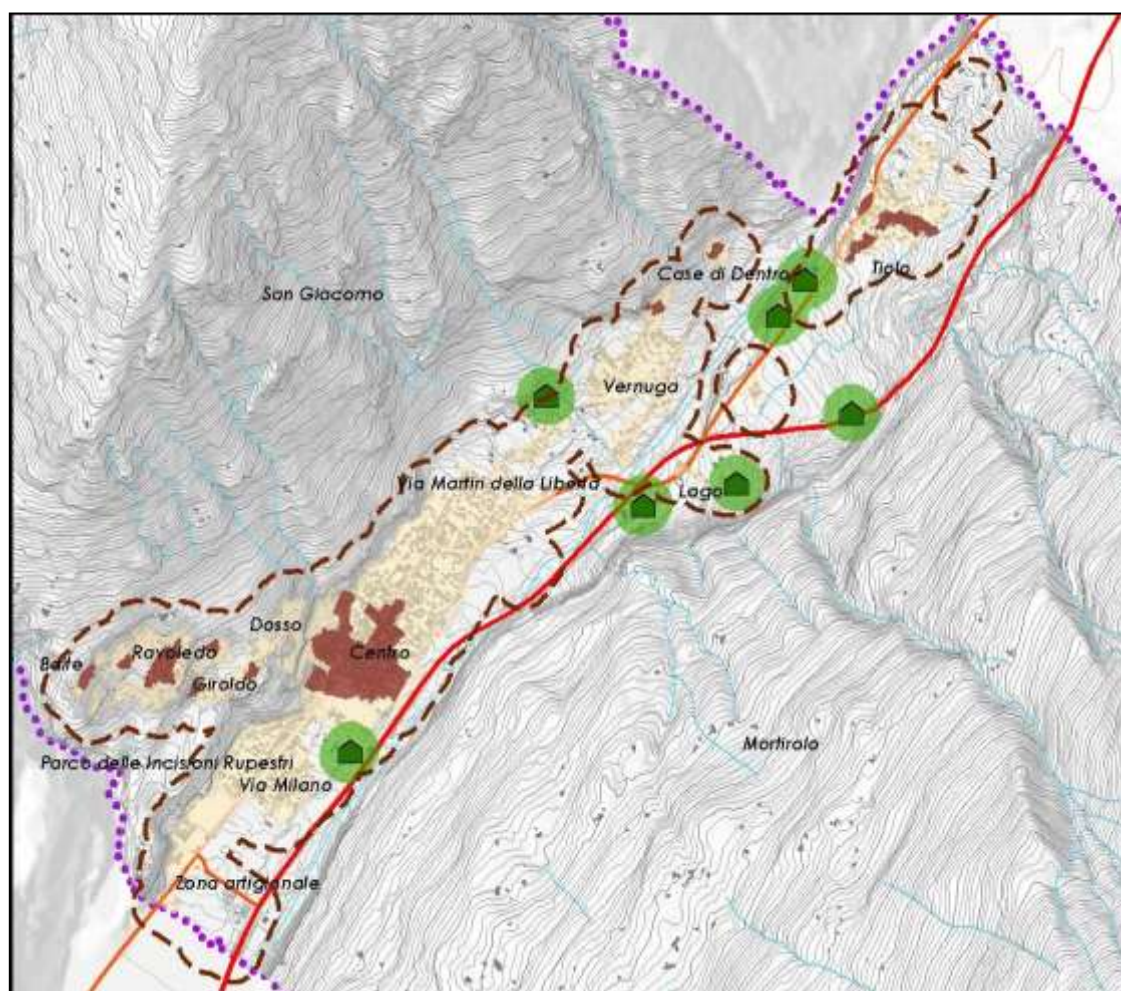 Case di Dentro
Tiolo
San Giacomo
Vernuga
Via Martiri della Libertà
Lago
Dosso
Baite
Ravoledo
Centro
Giroldo
Mortirolo
Parco delle Incisioni Rupestri
Via Milano
Zona artigianale